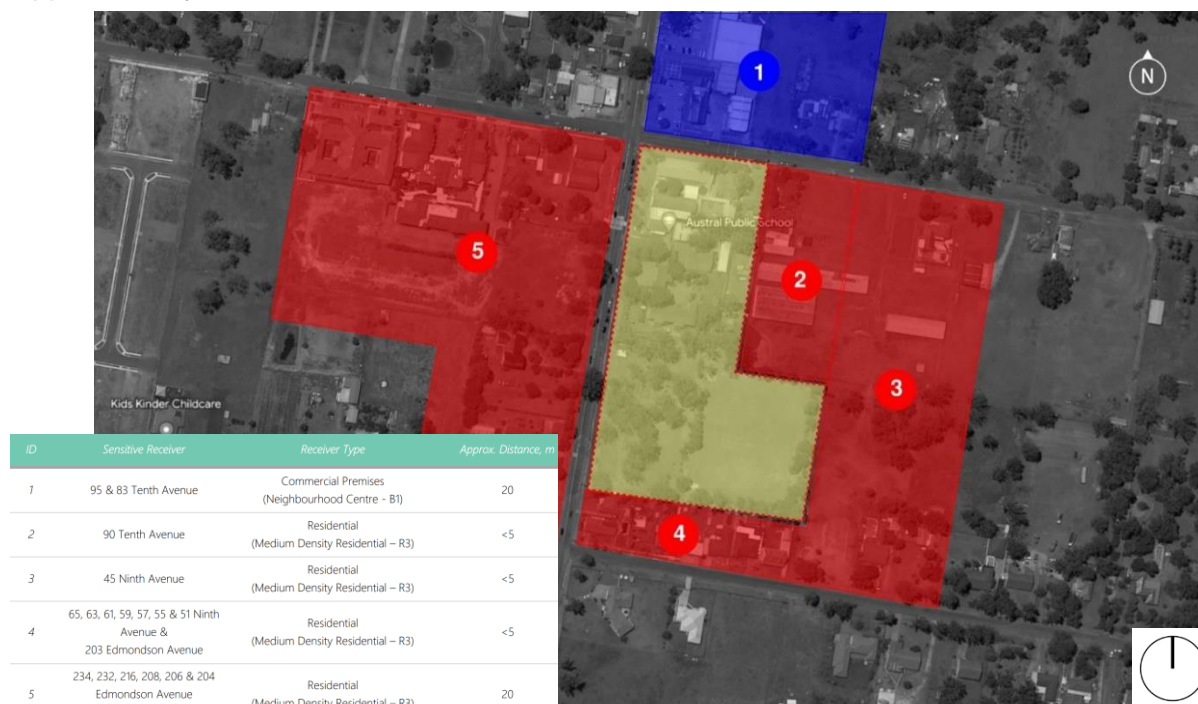 1
N
Austral Public School
5
2
3
Kids Kinder Childcare
4
ID Sensitive Receiver Receiver Type Approx. Distance, m
1 95 & 83 Tenth Avenue Commercial Premises
(Neighbourhood Centre - B1) 20
2 90 Tenth Avenue Residential
(Medium Density Residential – R3) <5
3 45 Ninth Avenue Residential
(Medium Density Residential – R3) <5
4 65, 63, 61, 59, 57, 55 & 51 Ninth
Avenue &
203 Edmondson Avenue Residential
(Medium Density Residential – R3) <5
5 234, 232, 216, 208, 206 & 204
Edmondson Avenue Residential
(Medium Density Residential – R3) 20